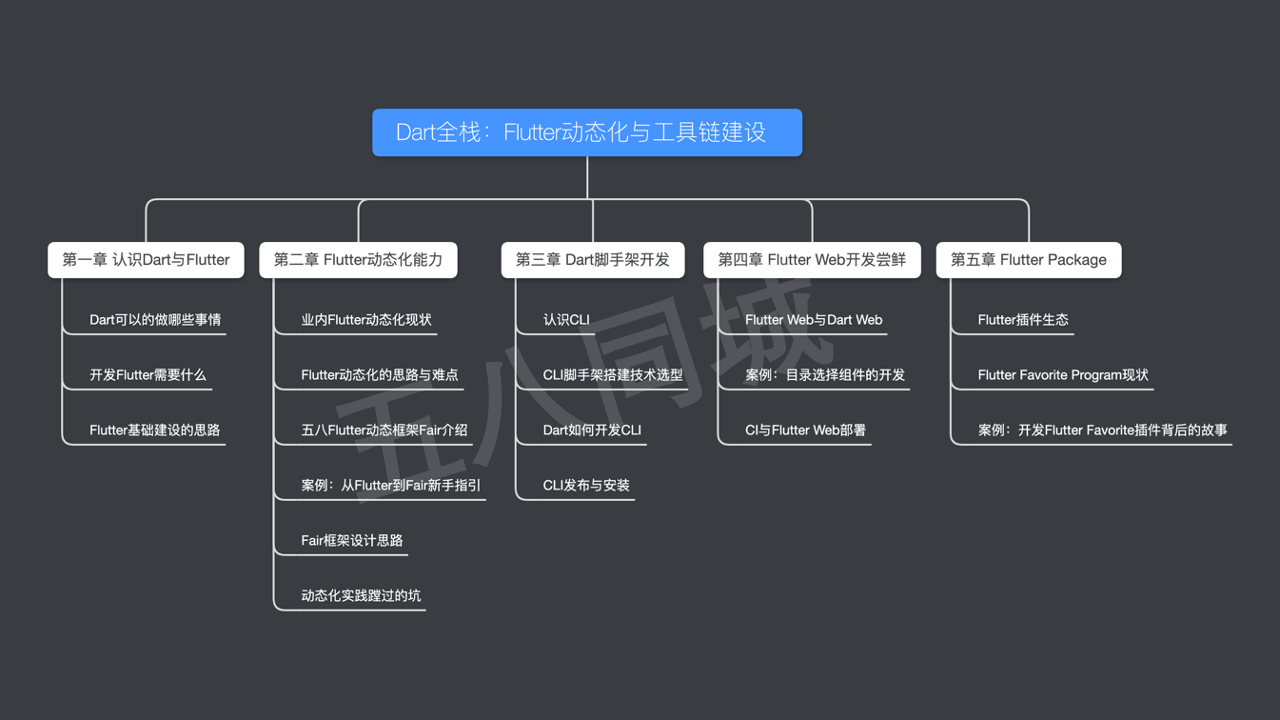 Dart全栈：Flutter动态化与工具链建设
第一章 认识Dart与Flutter
Dart可以的做哪些事情
开发Flutter需要什么
Flutter基础建设的思路
第二章 Flutter动态化能力
业内Flutter动态化现状
Flutter动态化的思路与难点
五八Flutter动态框架Fair介绍
案例：从Flutter到Fair新手指引
Fair框架设计思路
动态化实践蹚过的坑
第三章 Dart脚手架开发
认识CLI
CLI脚手架搭建技术选型
Dart如何开发CLI
CLI发布与安装
第四章 Flutter Web开发尝鲜
Flutter Web与Dart Web
案例：目录选择组件的开发
CI与Flutter Web部署
第五章 Flutter Package
Flutter插件生态
Flutter Favorite Program现状
案例：开发Flutter Favorite插件背后的故事
五八同城